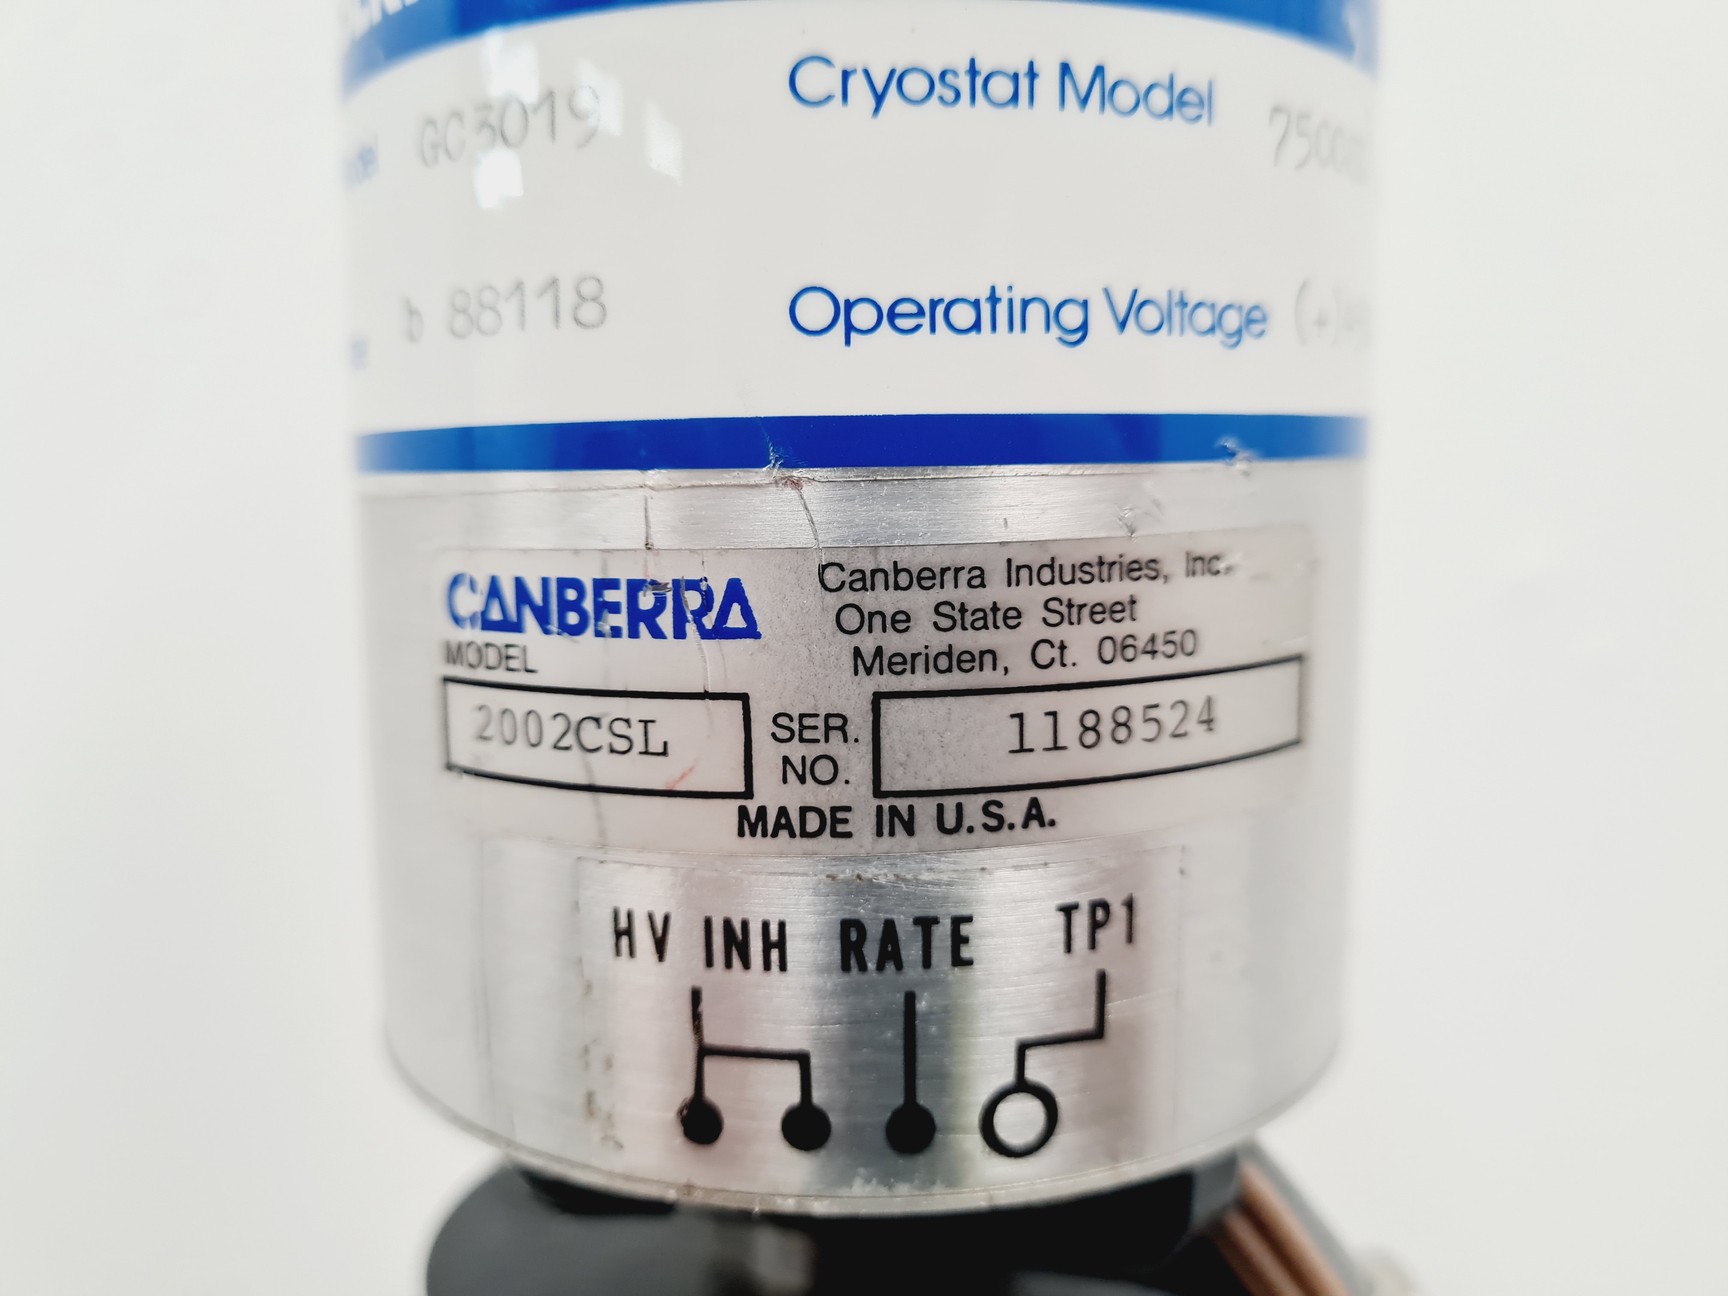 GC3019
Cryostat Model
b 88118
Operating Voltage
CANBERRA
Canberra Industries, Inc.
One State Street
Meriden, Ct. 06450
MODEL
2002CSL
SER. NO.
1188524
MADE IN U.S.A.
HV INH RATE TP1